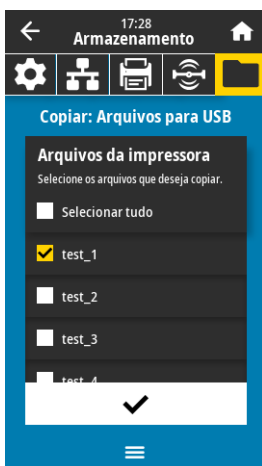 17:28
Armazenamento
Copiar: Arquivos para USB
Arquivos da impressora
Selecione os arquivos que deseja copiar.
Selecionar tudo
test_1
test_2
test_3
test_4